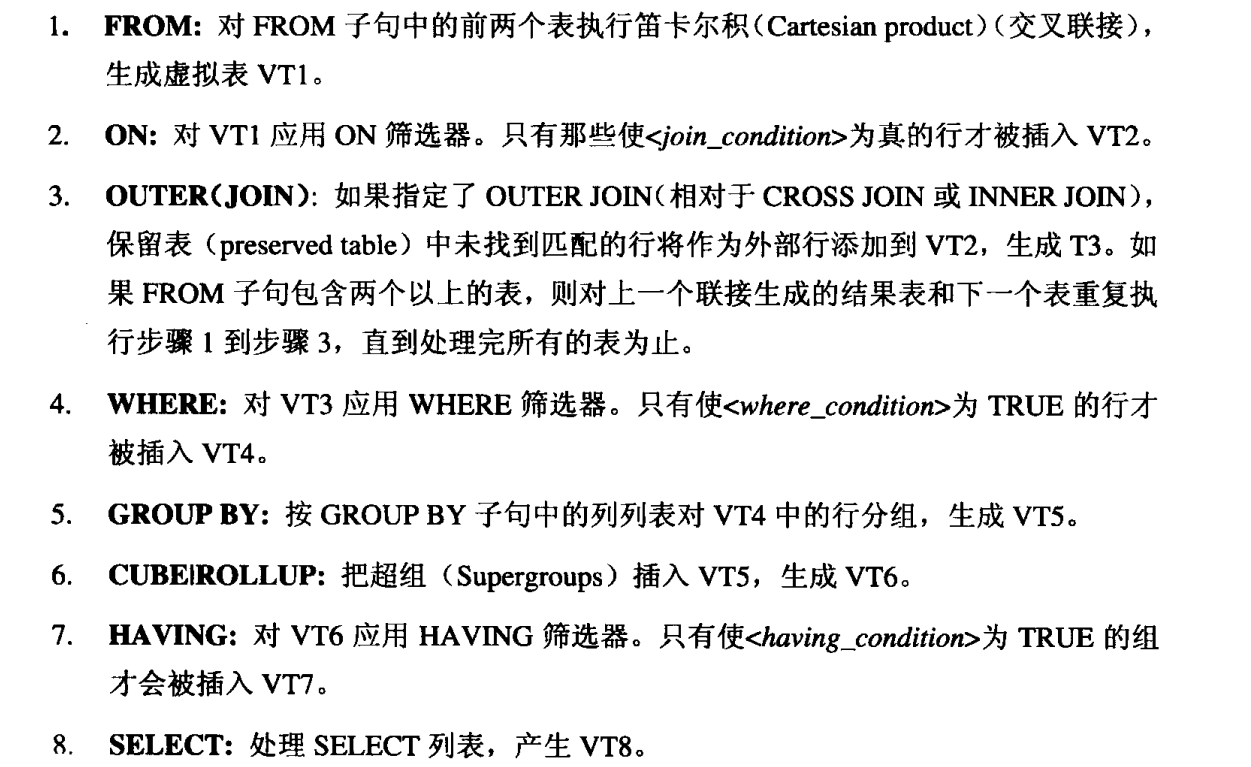 1. FROM: 对 FROM 子句中的前两个表执行笛卡尔积(Cartesian product)(交叉联接),
生成虚拟表 VT1。
2. ON: 对 VT1 应用 ON 筛选器。只有那些使<join_condition>为真的行才被插入 VT2。
3. OUTER(JOIN): 如果指定了 OUTER JOIN(相对于 CROSS JOIN 或 INNER JOIN),
保留表（preserved table）中未找到匹配的行将作为外部行添加到 VT2，生成 T3。如
果 FROM 子句包含两个以上的表，则对上一个联接生成的结果表和下一个表重复执
行步骤 1 到步骤 3，直到处理完所有的表为止。
4. WHERE: 对 VT3 应用 WHERE 筛选器。只有使<where_condition>为 TRUE 的行才
被插入 VT4。
5. GROUP BY: 按 GROUP BY 子句中的列列表对 VT4 中的行分组，生成 VT5。
6. CUBE|ROLLUP: 把超组（Supergroups）插入 VT5，生成 VT6。
7. HAVING: 对 VT6 应用 HAVING 筛选器。只有使<having_condition>为 TRUE 的组
才会被插入 VT7。
8. SELECT: 处理 SELECT 列表，产生 VT8。